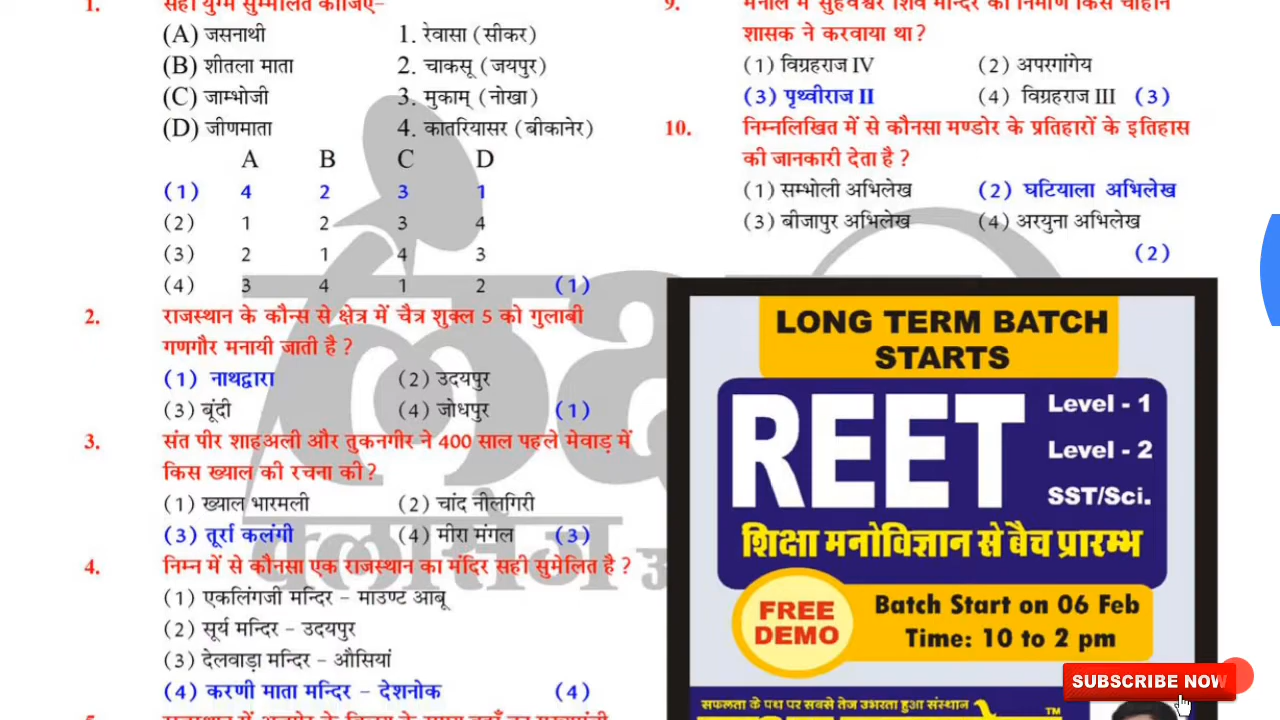 1. सही युग्म सुम्मेलित कीजिए–
(A) जसनाथी 1. रेवासा (सीकर)
(B) शीतला माता 2. चाकसू (जयपुर)
(C) जाम्भोजी 3. मुकाम् (नोखा)
(D) जीणमाता 4. कातरियासर (बीकानेर)
A B C D
(1) 4 2 3 1
(2) 1 2 3 4
(3) 2 1 4 3
(4) 3 4 1 2 (1)
2. राजस्थान के कौन्स से क्षेत्र में चैत्र शुक्ल 5 को गुलाबी
गणगौर मनायी जाती है ?
(1) नाथद्वारा (2) उदयपुर
(3) बूंदी (4) जोधपुर (1)
3. संत पीर शाहअली और तुकनगीर ने 400 साल पहले मेवाड़ में
किस ख्याल की रचना की?
(1) ख्याल भारमली (2) चांद नीलगिरी
(3) तूर्रा कलंगी (4) मीरा मंगल (3)
4. निम्न में से कौनसा एक राजस्थान का मंदिर सही सुमेलित है ?
(1) एकलिंगजी मन्दिर – माउण्ट आबू
(2) सूर्य मन्दिर – उदयपुर
(3) देलवाड़ा मन्दिर – औसियां
(4) करणी माता मन्दिर – देशनोक (4)
9. मेनाल में सुहवेश्वर शिव मन्दिर का निर्माण किस चौहान
शासक ने करवाया था?
(1) विग्रहराज IV (2) अपरगांगेय
(3) पृथ्वीराज II (4) विग्रहराज III (3)
10. निम्नलिखित में से कौनसा मण्डोर के प्रतिहारों के इतिहास
की जानकारी देता है ?
(1) सम्भोली अभिलेख (2) घटियाला अभिलेख
(3) बीजापुर अभिलेख (4) अरयुना अभिलेख
(2)
LONG TERM BATCH
STARTS
REET
Level - 1
Level - 2
SST/Sci.
शिक्षा मनोविज्ञान से बैच प्रारम्भ
FREE
DEMO
Batch Start on 06 Feb
Time: 10 to 2 pm
सफलता के पथ पर सबसे तेज उभरता हुआ संस्थान
TM
SUBSCRIBE NOW